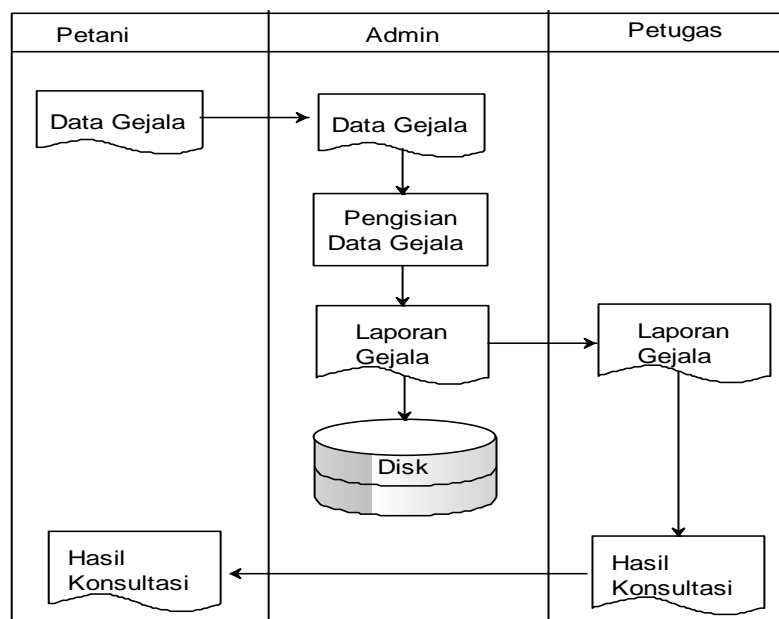 Petani
Admin
Petugas
Data Gejala
Data Gejala
Pengisian
Data Gejala
Laporan
Gejala
Laporan
Gejala
Disk
Hasil
Konsultasi
Hasil
Konsultasi